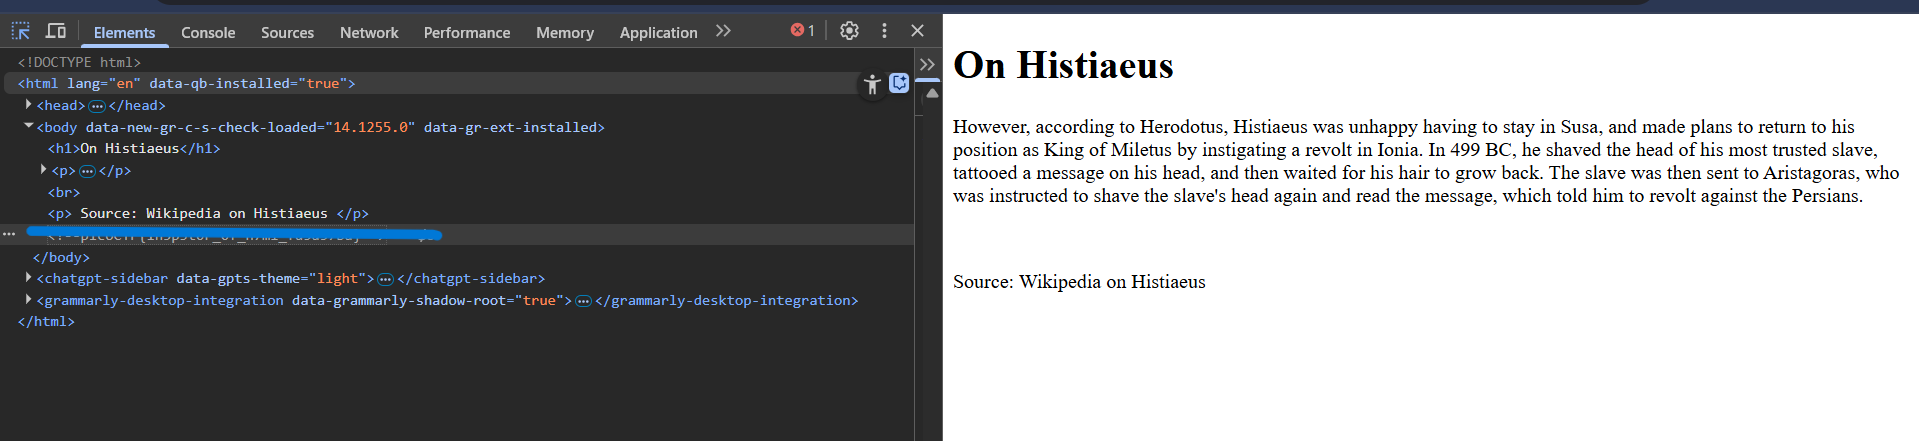 Elements Console Sources Network Performance Memory Application 1
<!DOCTYPE html>
<html lang="en" data-qb-installed="true">
<head>…</head>
<body data-new-gr-c-s-check-loaded="14.1255.0" data-gr-ext-installed>
<h1>On Histiaeus</h1>
<p>…</p>
<br>
<p> Source: Wikipedia on Histiaeus </p>
</body>
<chatgpt-sidebar data-gpts-theme="light">…</chatgpt-sidebar>
<grammarly-desktop-integration data-grammarly-shadow-root="true">…</grammarly-desktop-integration>
</html>
On Histiaeus
However, according to Herodotus, Histiaeus was unhappy having to stay in Susa, and made plans to return to his
position as King of Miletus by instigating a revolt in Ionia. In 499 BC, he shaved the head of his most trusted slave,
tattooed a message on his head, and then waited for his hair to grow back. The slave was then sent to Aristagoras, who
was instructed to shave the slave's head again and read the message, which told him to revolt against the Persians.
Source: Wikipedia on Histiaeus